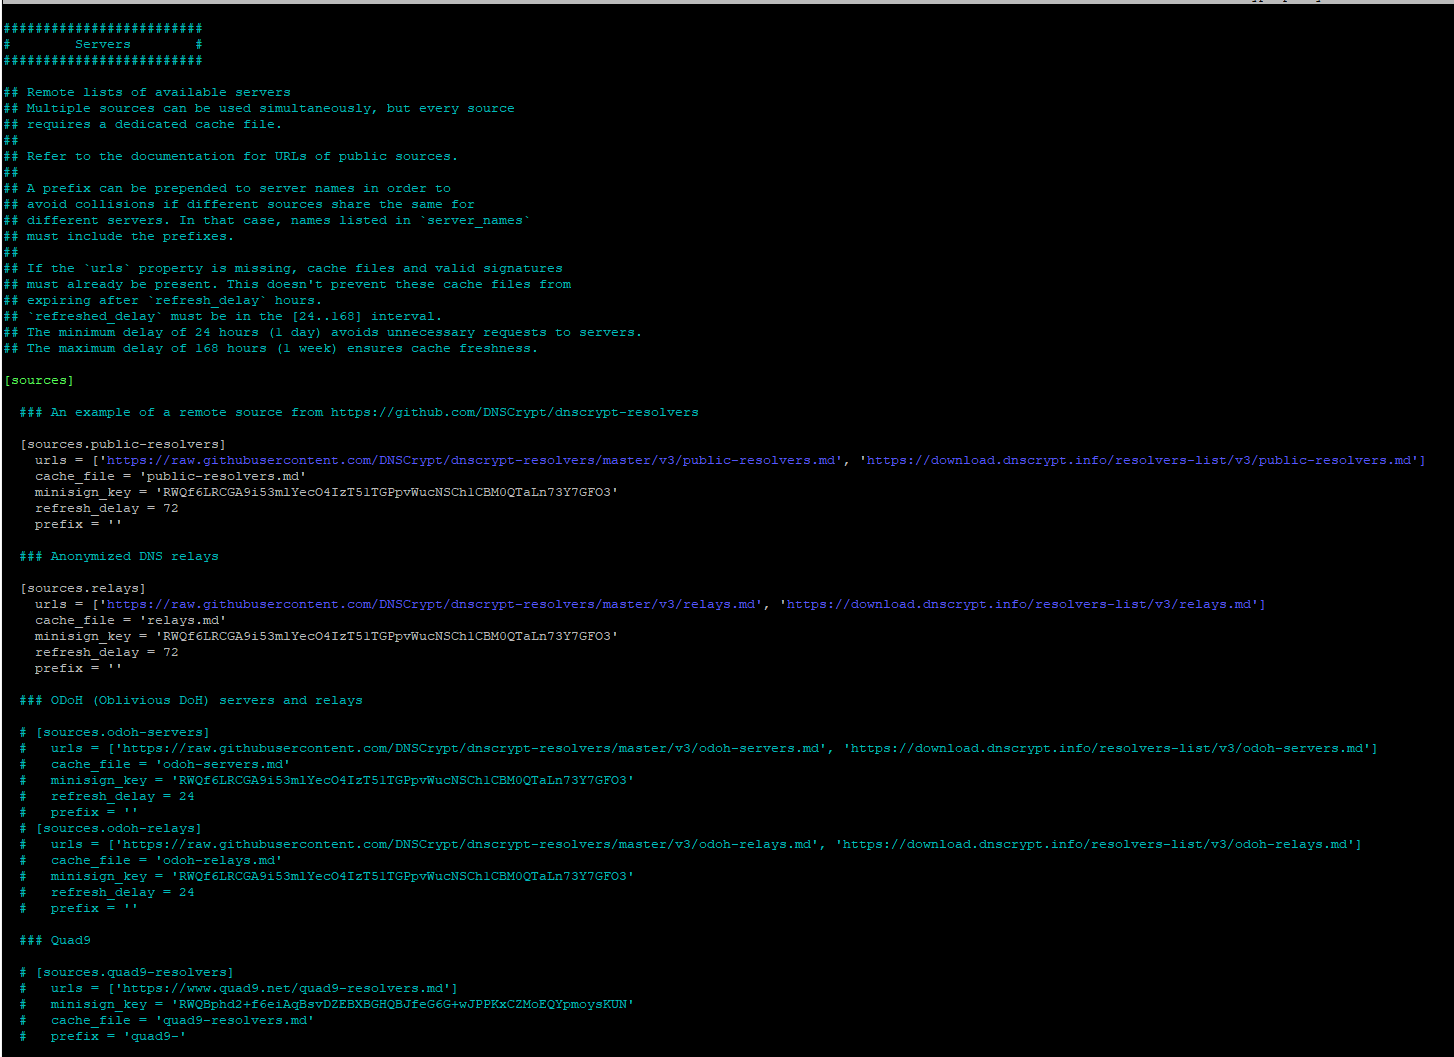 #########################
#        Servers        #
#########################
## Remote lists of available servers
## Multiple sources can be used simultaneously, but every source
## requires a dedicated cache file.
##
## Refer to the documentation for URLs of public sources.
##
## A prefix can be prepended to server names in order to
## avoid collisions if different sources share the same for
## different servers. In that case, names listed in `server_names`
## must include the prefixes.
##
## If the `urls` property is missing, cache files and valid signatures
## must already be present. This doesn't prevent these cache files from
## expiring after `refresh_delay` hours.
## `refreshed_delay` must be in the [24..168] interval.
## The minimum delay of 24 hours (1 day) avoids unnecessary requests to servers.
## The maximum delay of 168 hours (1 week) ensures cache freshness.
[sources]
### An example of a remote source from https://github.com/DNSCrypt/dnscrypt-resolvers
[sources.public-resolvers]
urls = ['https://raw.githubusercontent.com/DNSCrypt/dnscrypt-resolvers/master/v3/public-resolvers.md', 'https://download.dnscrypt.info/resolvers-list/v3/public-resolvers.md']
cache_file = 'public-resolvers.md'
minisign_key = 'RWQf6LRCGA9i53mlYecO4IzT51TGPpvWucNSCh1CBM0QTaLn73Y7GFO3'
refresh_delay = 72
prefix = ''
### Anonymized DNS relays
[sources.relays]
urls = ['https://raw.githubusercontent.com/DNSCrypt/dnscrypt-resolvers/master/v3/relays.md', 'https://download.dnscrypt.info/resolvers-list/v3/relays.md']
cache_file = 'relays.md'
minisign_key = 'RWQf6LRCGA9i53mlYecO4IzT51TGPpvWucNSCh1CBM0QTaLn73Y7GFO3'
refresh_delay = 72
prefix = ''
### ODoH (Oblivious DoH) servers and relays
# [sources.odoh-servers]
#   urls = ['https://raw.githubusercontent.com/DNSCrypt/dnscrypt-resolvers/master/v3/odoh-servers.md', 'https://download.dnscrypt.info/resolvers-list/v3/odoh-servers.md']
#   cache_file = 'odoh-servers.md'
#   minisign_key = 'RWQf6LRCGA9i53mlYecO4IzT51TGPpvWucNSCh1CBM0QTaLn73Y7GFO3'
#   refresh_delay = 24
#   prefix = ''
# [sources.odoh-relays]
#   urls = ['https://raw.githubusercontent.com/DNSCrypt/dnscrypt-resolvers/master/v3/odoh-relays.md', 'https://download.dnscrypt.info/resolvers-list/v3/odoh-relays.md']
#   cache_file = 'odoh-relays.md'
#   minisign_key = 'RWQf6LRCGA9i53mlYecO4IzT51TGPpvWucNSCh1CBM0QTaLn73Y7GFO3'
#   refresh_delay = 24
#   prefix = ''
### Quad9
# [sources.quad9-resolvers]
#   urls = ['https://www.quad9.net/quad9-resolvers.md']
#   minisign_key = 'RWQBphd2+f6eiAqBsvDZEBXBGHQBJfeG6G+wJPPKxCZMoEQYpmoysKUN'
#   cache_file = 'quad9-resolvers.md'
#   prefix = 'quad9-'